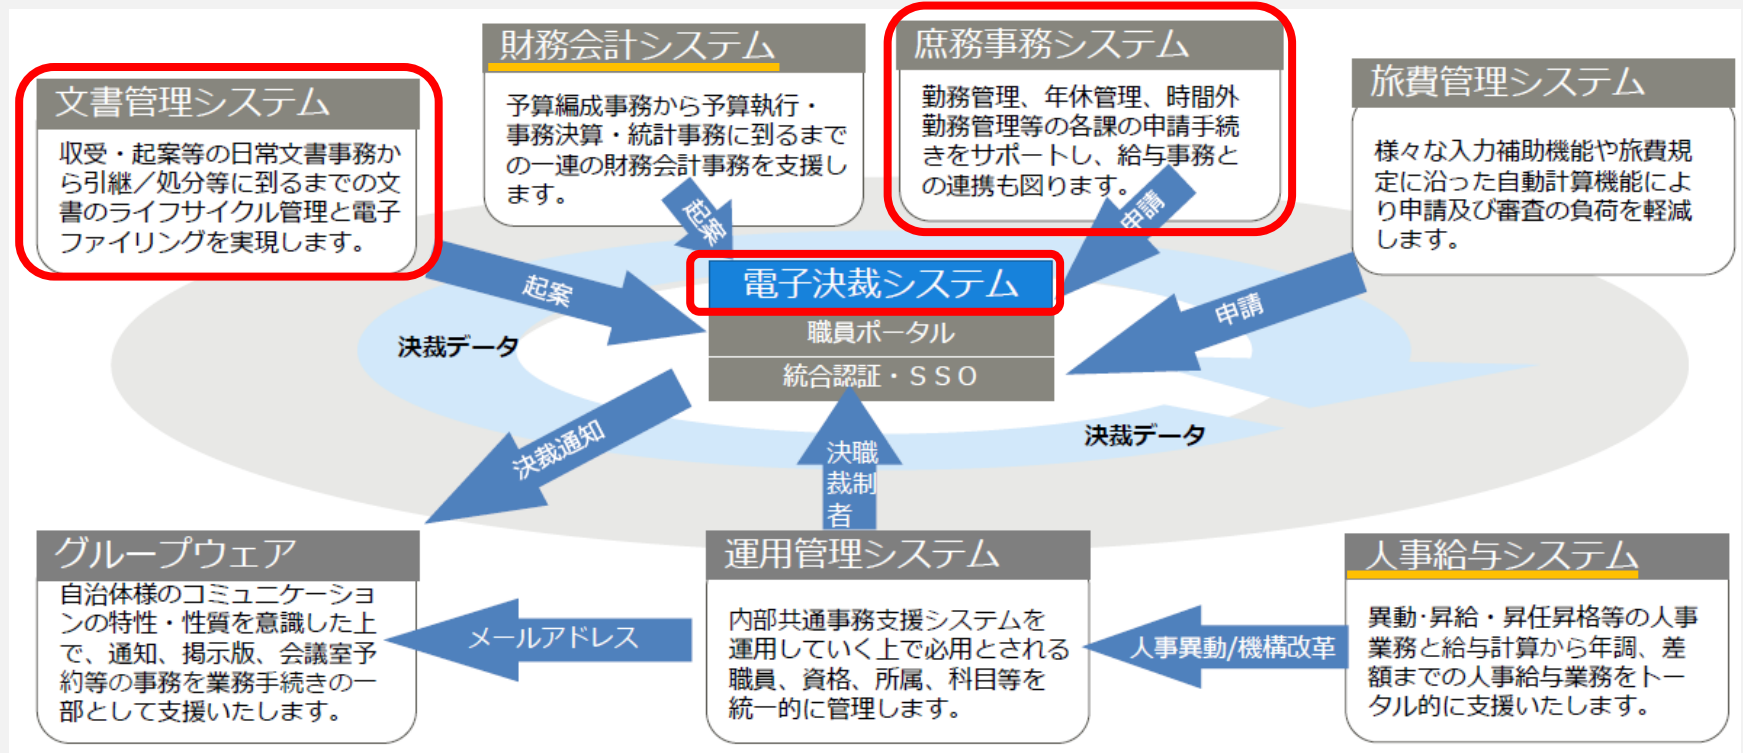 財務会計システム
予算編成事務から予算執行・
事務決算・統計事務に到るまで
の一連の財務会計事務を支援し
ます。
庶務事務システム
勤務管理、年休管理、時間外
勤務管理等の各課の申請手続
きをサポートし、給与事務と
の連携も図ります。
文書管理システム
収受・起案等の日常文書事務か
ら引継／処分等に到るまでの文
書のライフサイクル管理と電子
ファイリングを実現します。
旅費管理システム
様々な入力補助機能や旅費規
定に沿った自動計算機能によ
り申請及び審査の負荷を軽減
します。
起案
申請
起案
申請
電子決裁システム
職員ポータル
統合認証・ＳＳＯ
決裁データ
決裁データ
決裁通知
職制
決裁者
グループウェア
自治体様のコミュニケーショ
ンの特性・性質を意識した上
で、通知、掲示版、会議室予
約等の事務を業務手続きの一
部として支援いたします。
メールアドレス
運用管理システム
内部共通事務支援システムを
運用していく上で必用とされる
職員、資格、所属、科目等を
統一的に管理します。
人事異動/機構改革
人事給与システム
異動・昇給・昇任昇格等の人事
業務と給与計算から年調、差
額までの人事給与業務をトー
タル的に支援いたします。